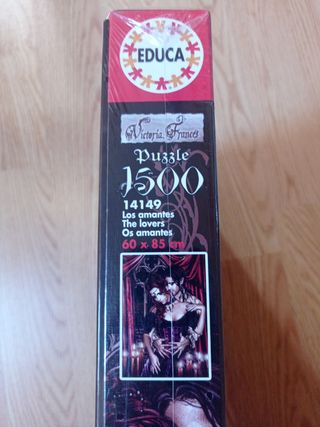 EDUCA
Victoria Frances
Puzzle
1500
14149
Los amantes
The lovers
Os amantes
60 x 85 cm